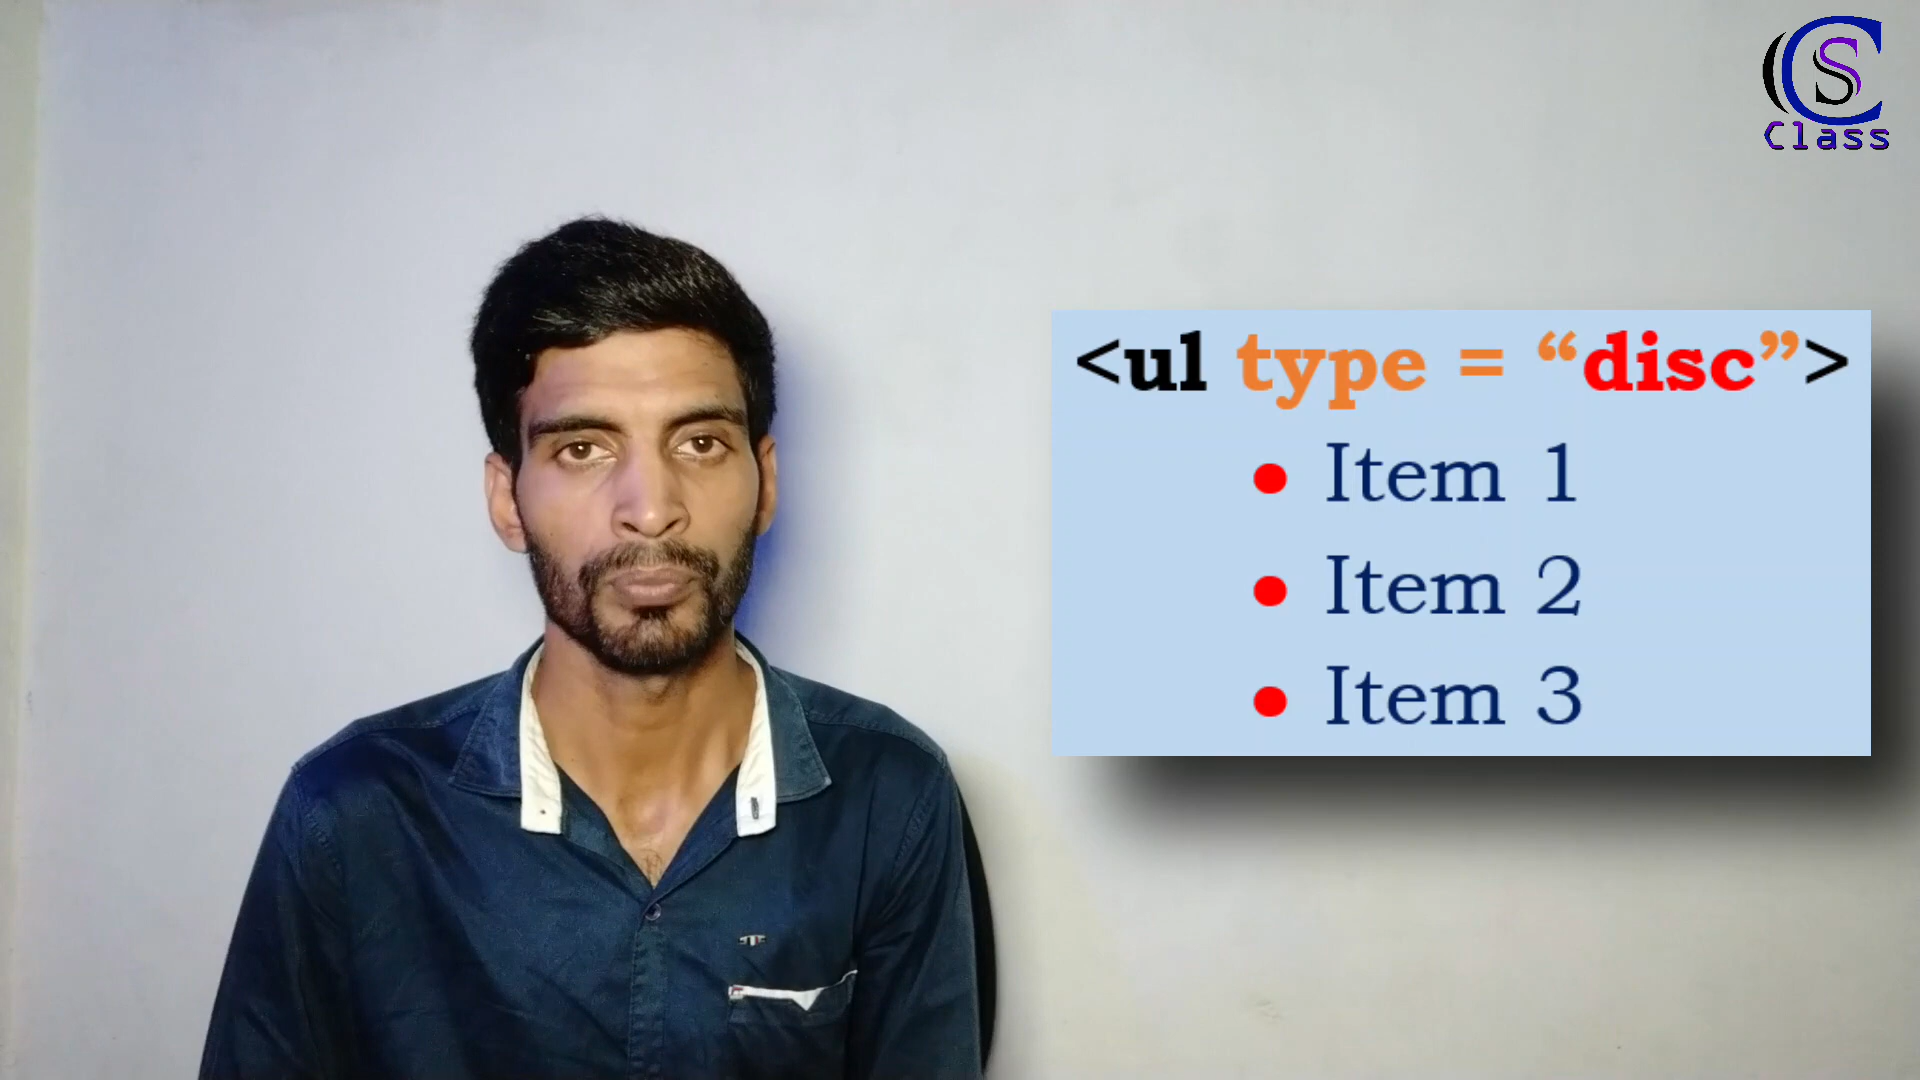 CS
Class
<ul type = “disc”>
• Item 1
• Item 2
• Item 3